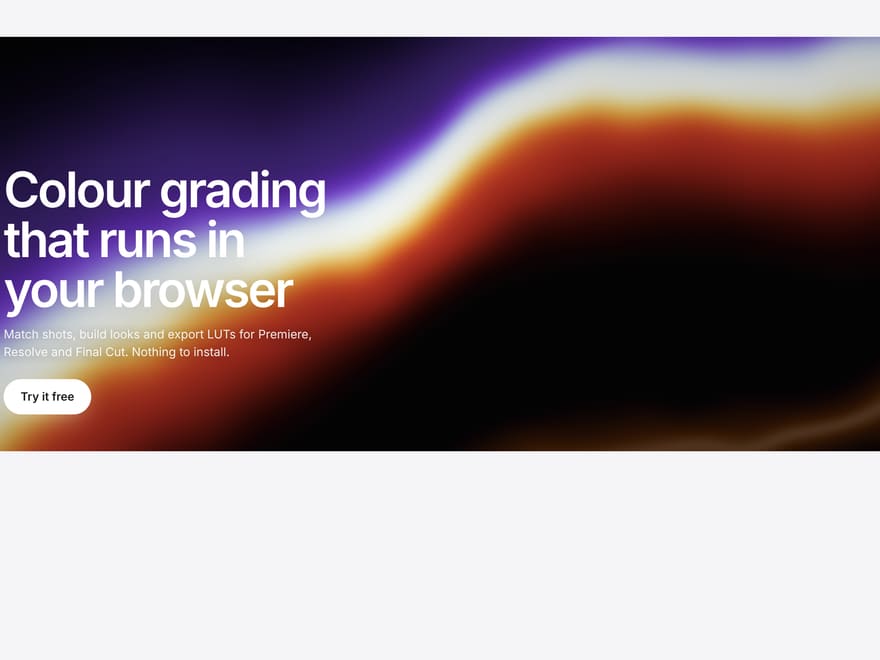 Colour grading
that runs in
your browser
Match shots, build looks and export LUTs for Premiere,
Resolve and Final Cut. Nothing to install.
Try it free